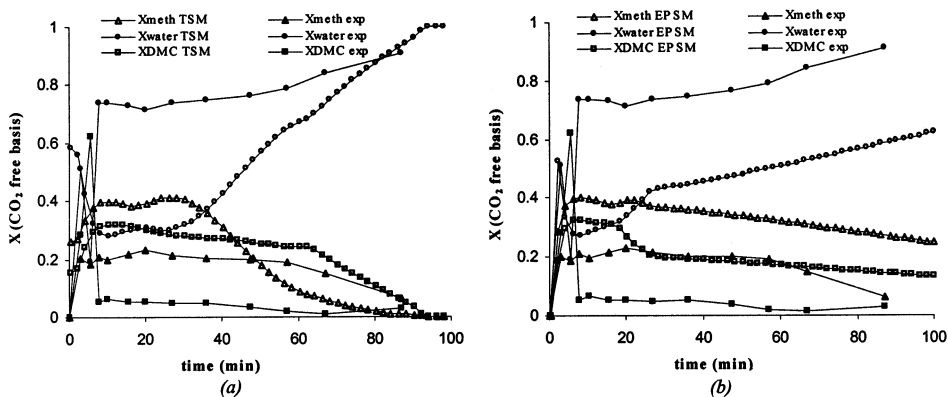 Xmeth TSM Xmeth exp
Xwater TSM Xwater exp
XDMC TSM XDMC exp
X (CO₂ free basis)
1
0.8
0.6
0.4
0.2
0
0 20 40 60 80 100
time (min)
(a)
Xmeth EPSM Xmeth exp
Xwater EPSM Xwater exp
XDMC EPSM XDMC exp
X (CO₂ free basis)
1
0.8
0.6
0.4
0.2
0
0 20 40 60 80 100
time (min)
(b)